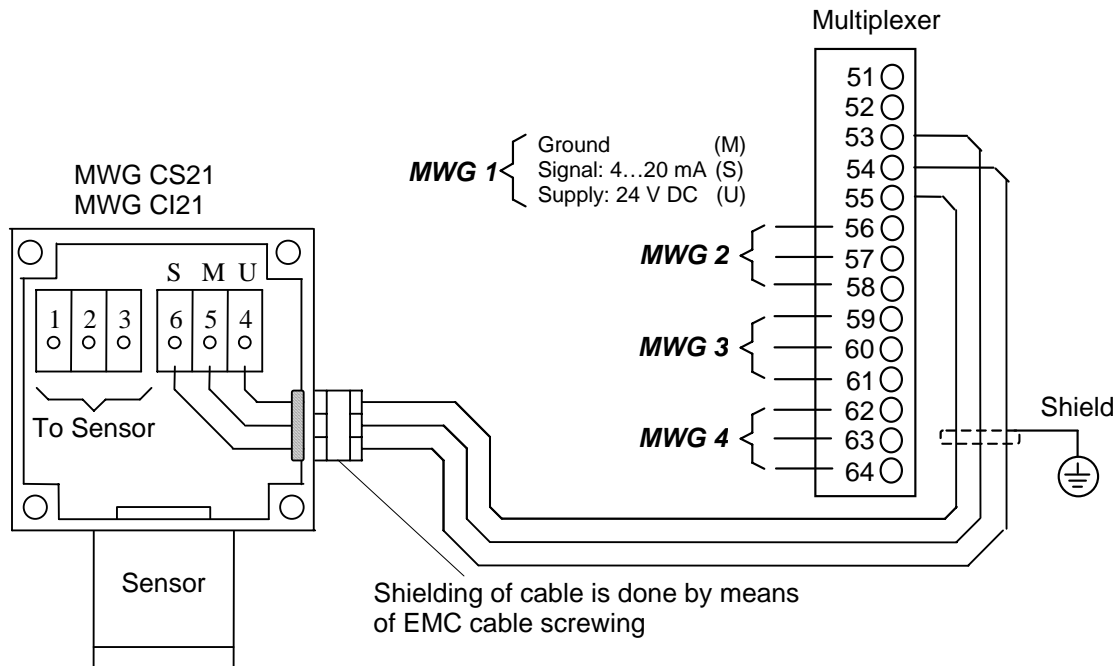 Multiplexer
51
52
53
54
55
56
57
58
59
60
61
62
63
64
MWG 1
Ground (M)
Signal: 4…20 mA (S)
Supply: 24 V DC (U)
MWG 2
MWG 3
MWG 4
MWG CS21
MWG CI21
S M U
1 2 3 6 5 4
To Sensor
Sensor
Shield
Shielding of cable is done by means
of EMC cable screwing